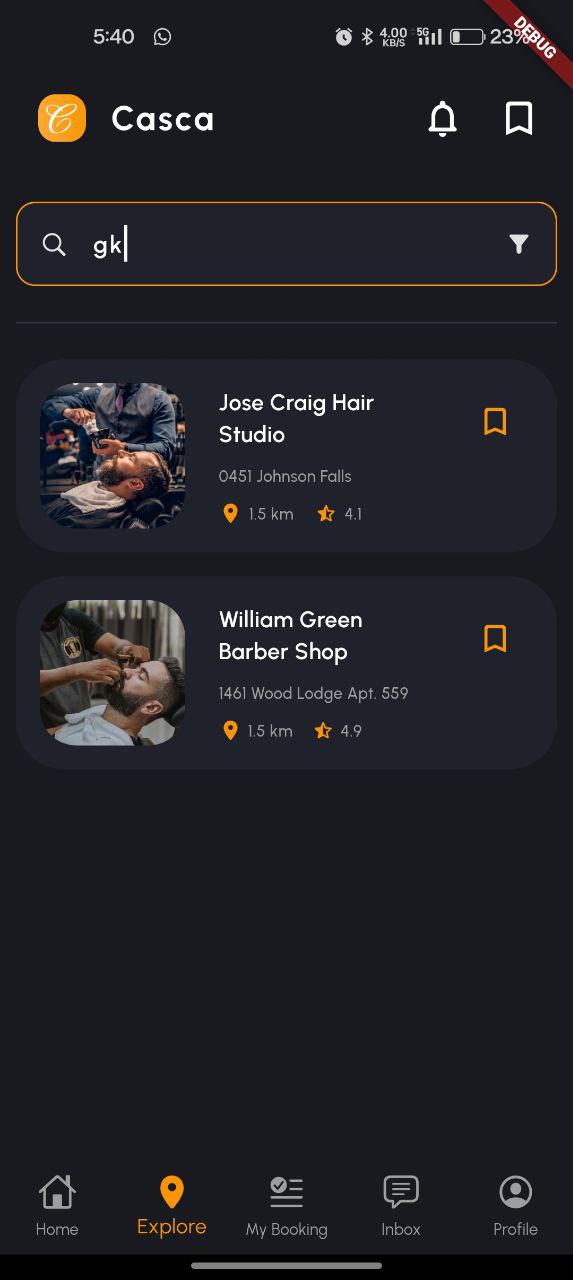 5:40 4.00 KB/S 5G 23%
DEBUG
C Casca
gk
Jose Craig Hair
Studio
0451 Johnson Falls
1.5 km 4.1
William Green
Barber Shop
1461 Wood Lodge Apt. 559
1.5 km 4.9
Home Explore My Booking Inbox Profile